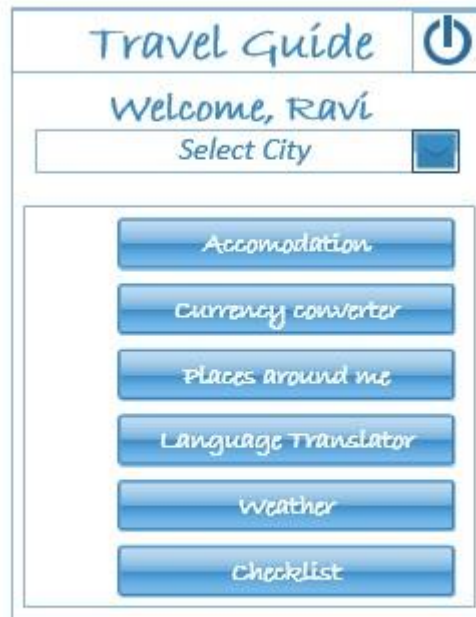 Travel Guide
Welcome, Ravi
Select City
Accomodation
Currency converter
Places around me
Language Translator
Weather
Checklist